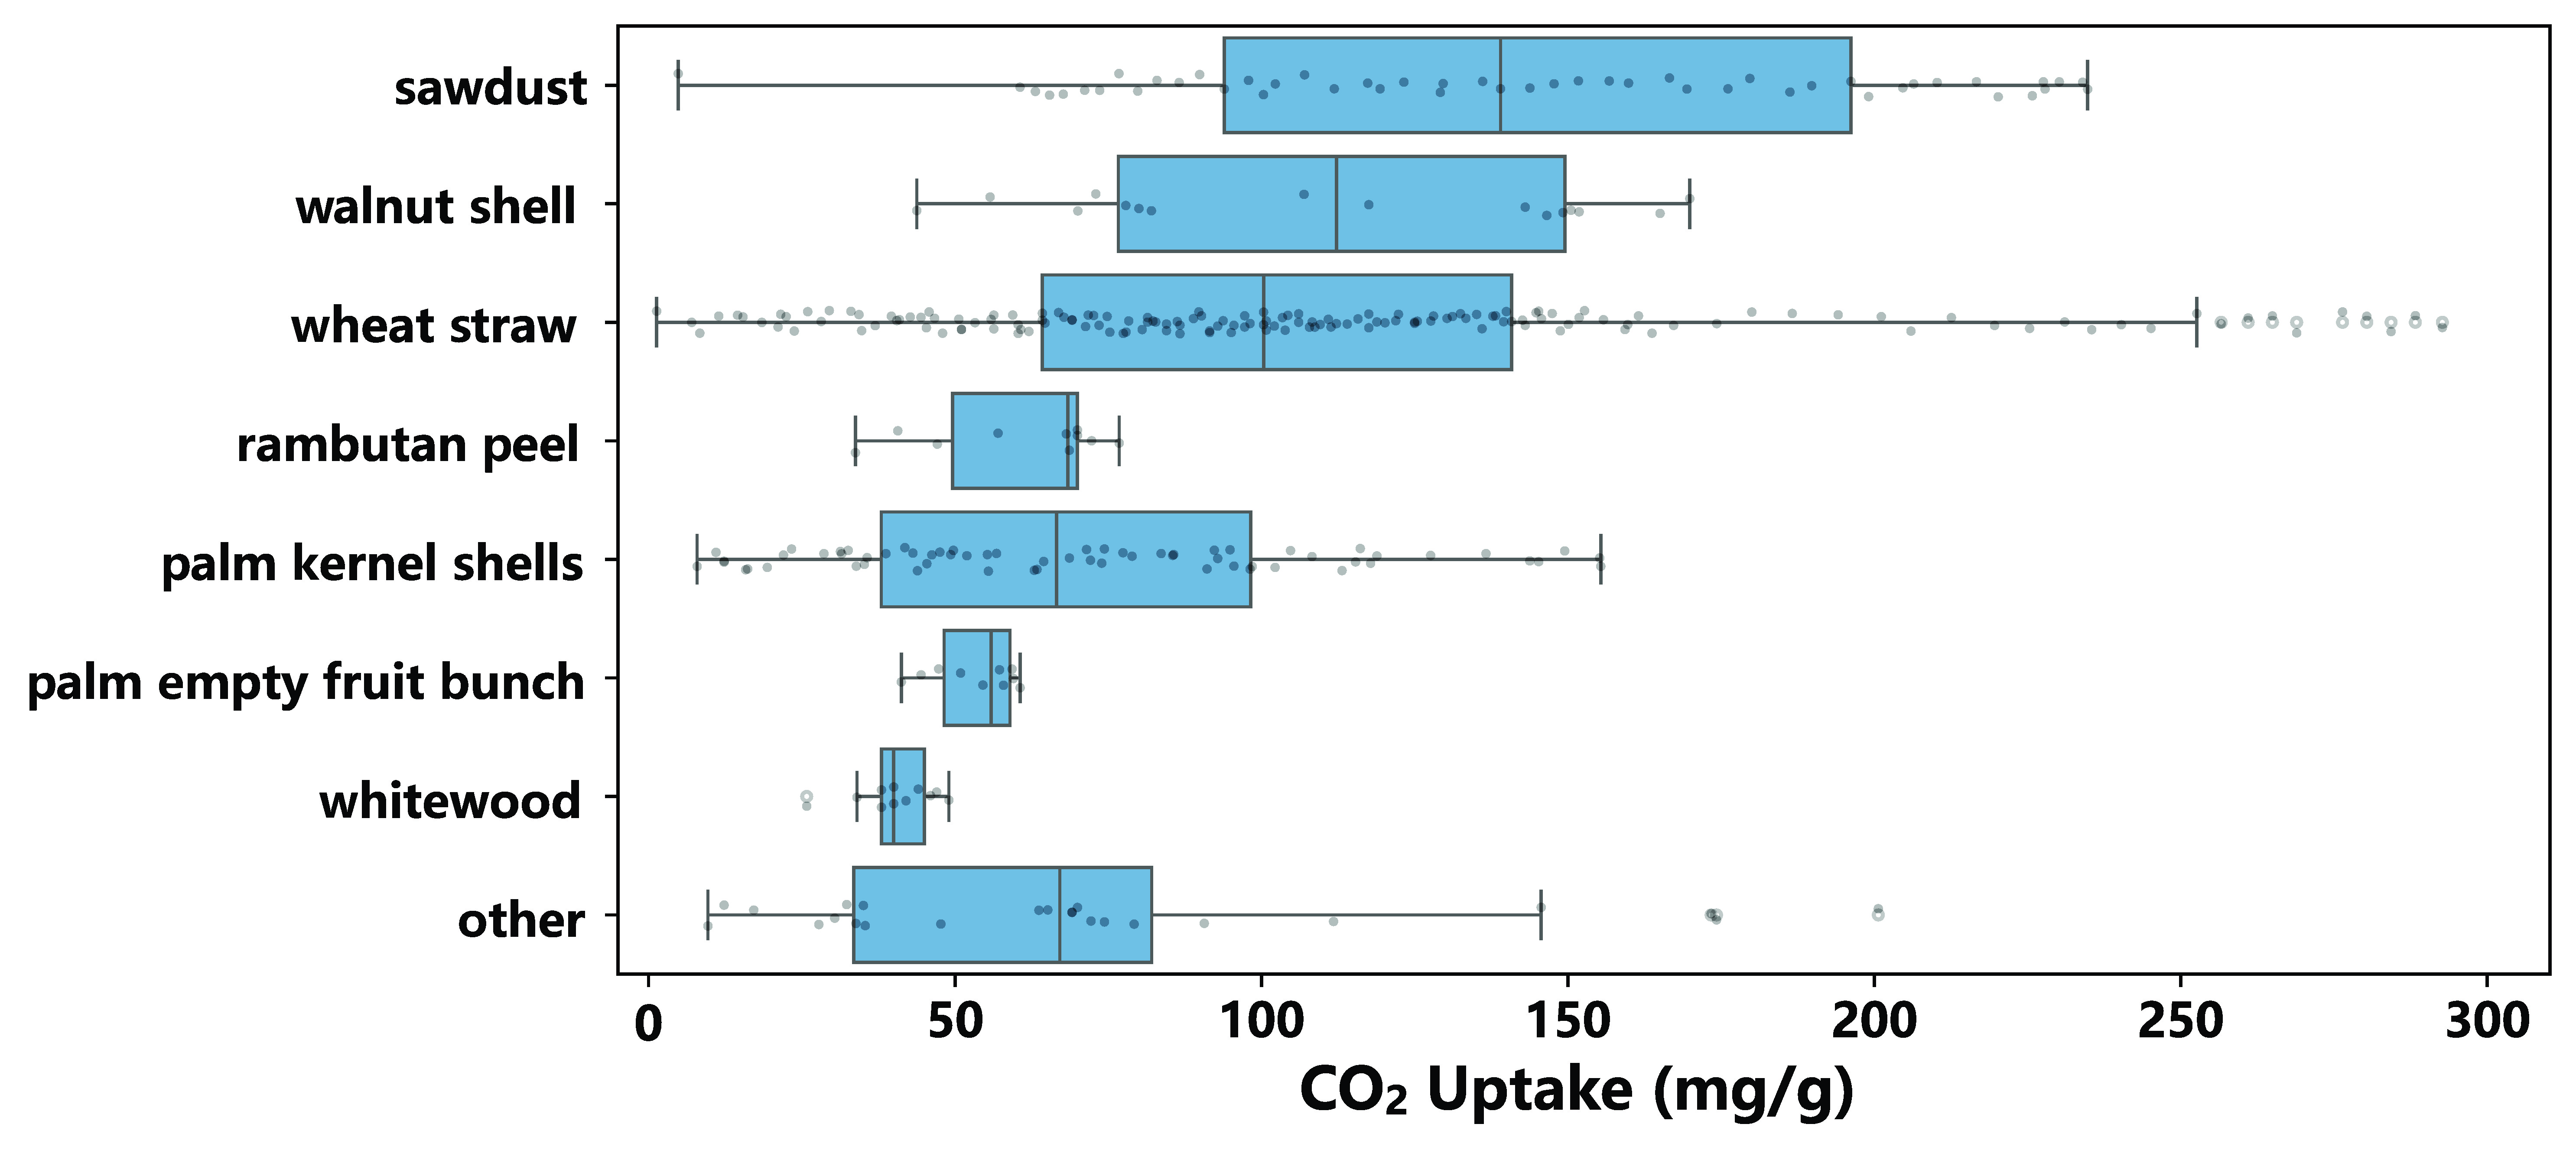 sawdust
walnut shell
wheat straw
rambutan peel
palm kernel shells
palm empty fruit bunch
whitewood
other
0 50 100 150 200 250 300
CO₂ Uptake (mg/g)